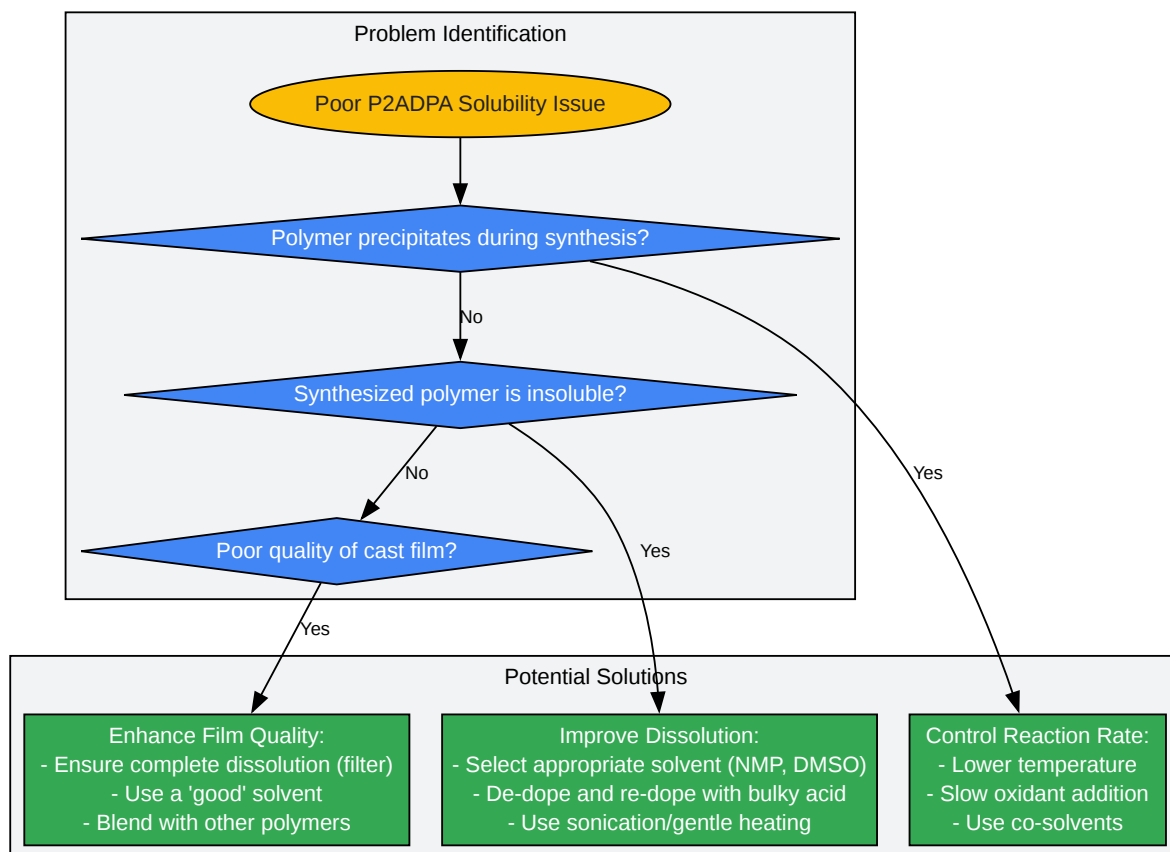 Problem Identification
Poor P2ADPA Solubility Issue
Polymer precipitates during synthesis?
No
Synthesized polymer is insoluble?
No
Yes
Poor quality of cast film?
Yes
Yes
Potential Solutions
Enhance Film Quality:
- Ensure complete dissolution (filter)
- Use a 'good' solvent
- Blend with other polymers
Improve Dissolution:
- Select appropriate solvent (NMP, DMSO)
- De-dope and re-dope with bulky acid
- Use sonication/gentle heating
Control Reaction Rate:
- Lower temperature
- Slow oxidant addition
- Use co-solvents